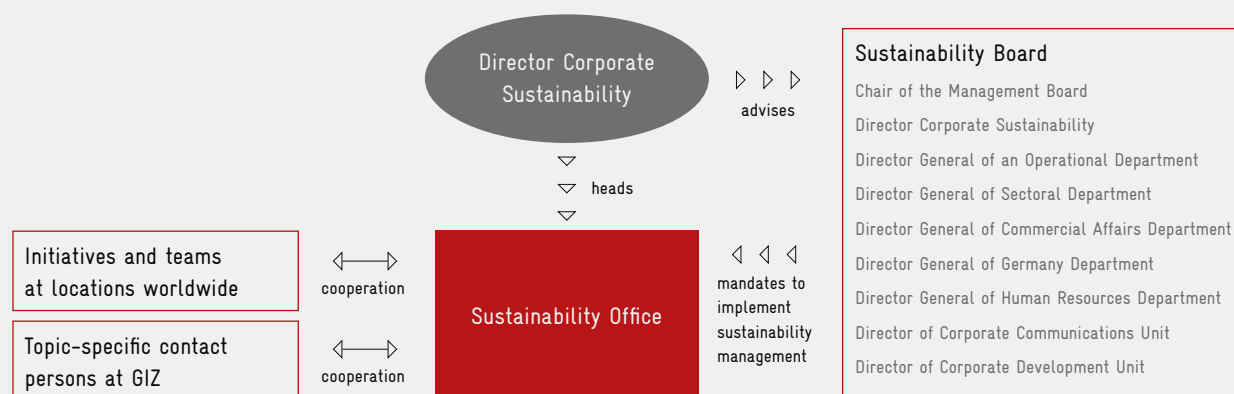 Director Corporate
Sustainability
advises
heads
Sustainability Board
Chair of the Management Board
Director Corporate Sustainability
Director General of an Operational Department
Director General of Sectoral Department
Director General of Commercial Affairs Department
Director General of Germany Department
Director General of Human Resources Department
Director of Corporate Communications Unit
Director of Corporate Development Unit
Initiatives and teams
at locations worldwide
cooperation
Topic-specific contact
persons at GIZ
cooperation
Sustainability Office
mandates to
implement
sustainability
management